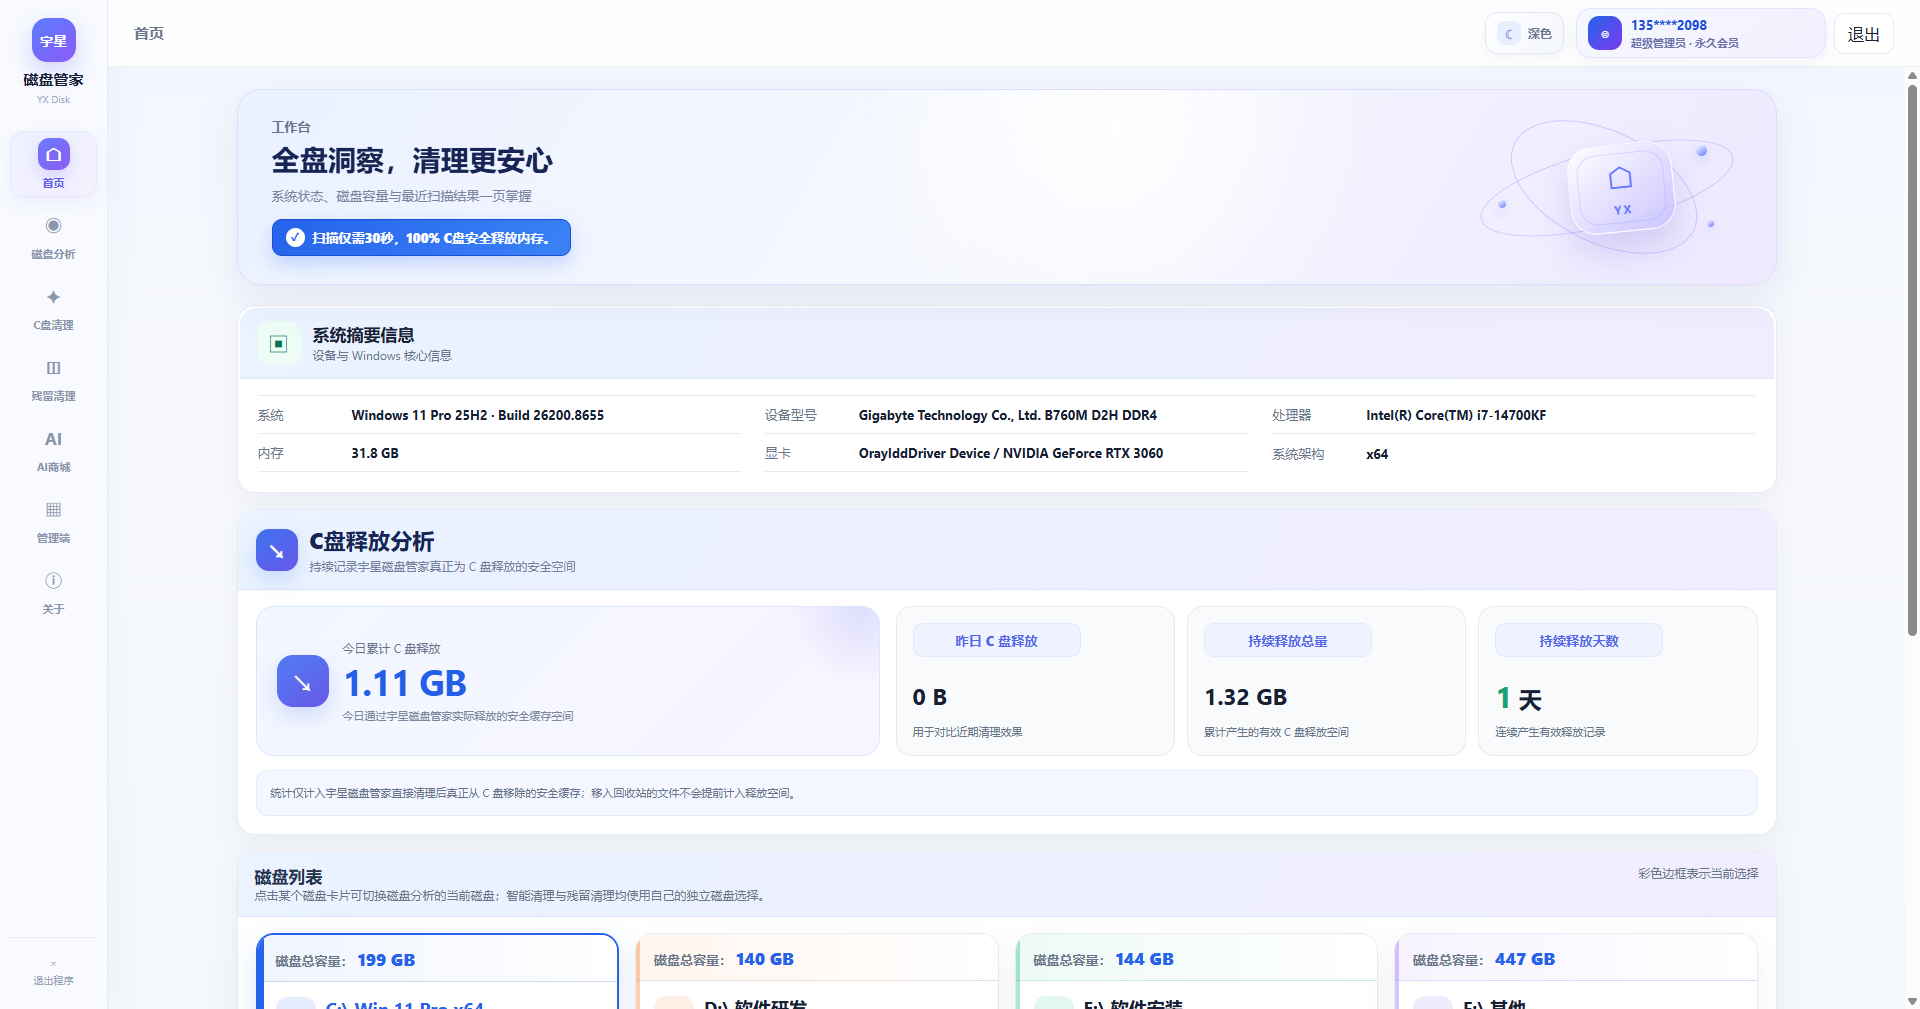 宇星
磁盘管家
YX Disk
首页
磁盘分析
C盘清理
残留清理
AI
AI商城
管理端
关于
×
退出程序
首页
深色
135****2098
超级管理员 · 永久会员
退出
工作台
全盘洞察，清理更安心
系统状态、磁盘容量与最近扫描结果一页掌握
扫描仅需30秒，100% C盘安全释放内存。
YX
系统摘要信息
设备与 Windows 核心信息
系统 Windows 11 Pro 25H2 · Build 26200.8655
设备型号 Gigabyte Technology Co., Ltd. B760M D2H DDR4
处理器 Intel(R) Core(TM) i7-14700KF
内存 31.8 GB
显卡 OrayIddDriver Device / NVIDIA GeForce RTX 3060
系统架构 x64
C盘释放分析
持续记录宇星磁盘管家真正为 C 盘释放的安全空间
今日累计 C 盘释放
1.11 GB
今日通过宇星磁盘管家实际释放的安全缓存空间
昨日 C 盘释放
0 B
用于对比近期清理效果
持续释放总量
1.32 GB
累计产生的有效 C 盘释放空间
持续释放天数
1 天
连续产生有效释放记录
统计仅计入宇星磁盘管家直接清理后真正从 C 盘移除的安全缓存；移入回收站的文件不会提前计入释放空间。
磁盘列表
点击某个磁盘卡片可切换磁盘分析的当前磁盘；智能清理与残留清理均使用自己的独立磁盘选择。
彩色边框表示当前选择
磁盘总容量： 199 GB
C:\ Win 11 Pro x64
磁盘总容量： 140 GB
D:\ 软件研发
磁盘总容量： 144 GB
E:\ 软件安装
磁盘总容量： 447 GB
F:\ 其他